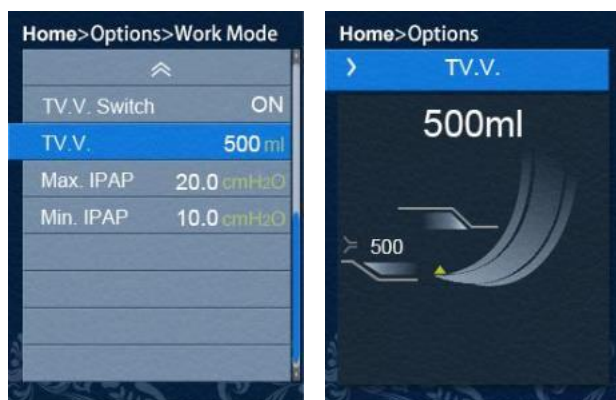 Home>Options>Work Mode
TV.V. Switch ON
TV.V. 500 ml
Max. IPAP 20.0 cmH2O
Min. IPAP 10.0 cmH2O
Home>Options
TV.V.
500ml
500